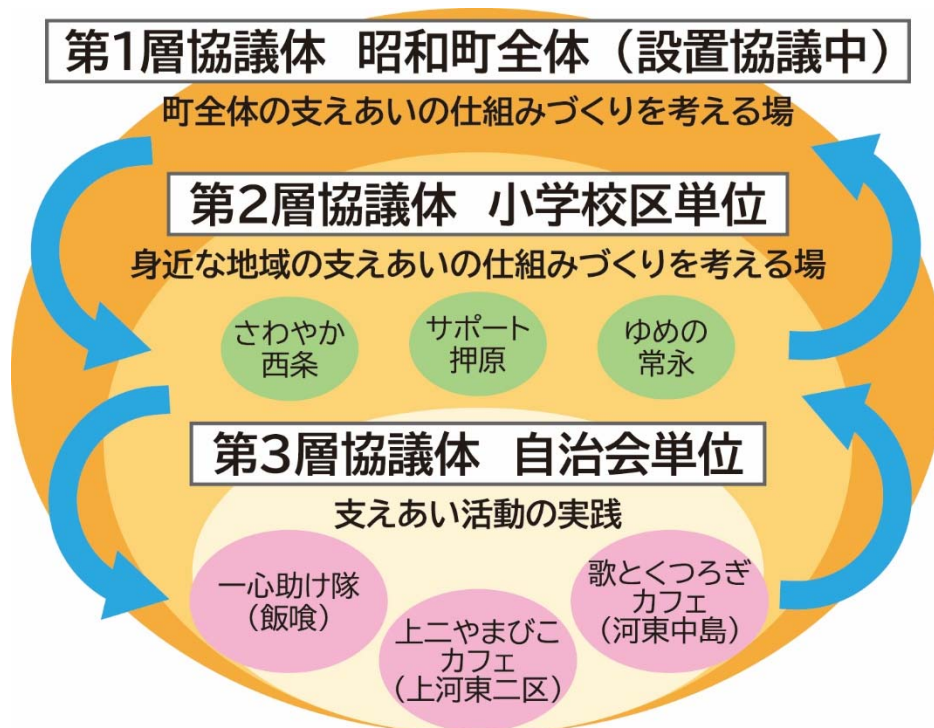 第1層協議体 昭和町全体（設置協議中）
町全体の支えあいの仕組みづくりを考える場
第2層協議体 小学校区単位
身近な地域の支えあいの仕組みづくりを考える場
さわやか
西条
サポート
押原
ゆめの
常永
第3層協議体 自治会単位
支えあい活動の実践
一心助け隊
（飯喰）
上二やまびこ
カフェ
（上河東二区）
歌とくつろぎ
カフェ
（河東中島）